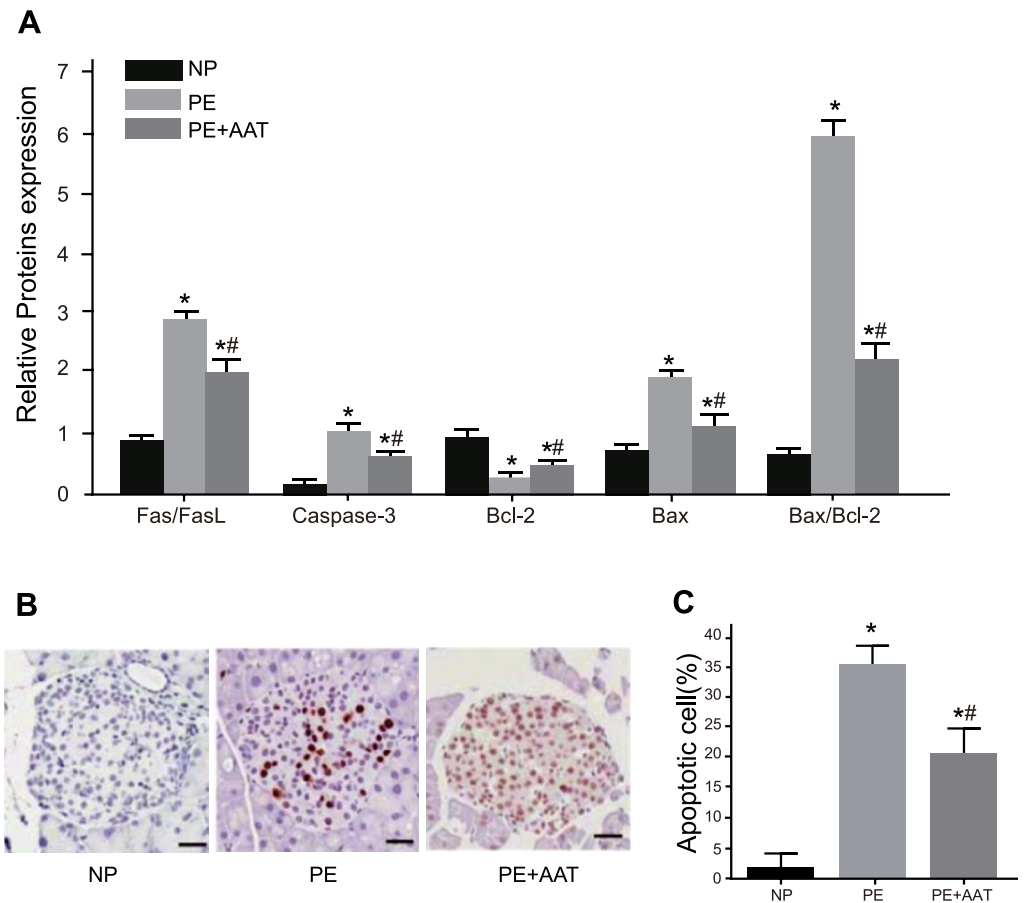 A
Relative Proteins expression
7
6
5
4
3
2
1
0
NP
PE
PE+AAT
*
*#
*
*#
*
*#
*
*#
*
*#
Fas/FasL Caspase-3 Bcl-2 Bax Bax/Bcl-2
B
NP PE PE+AAT
C
Apoptotic cell(%)
40
35
30
25
20
15
10
5
0
*
*#
NP PE PE+AAT